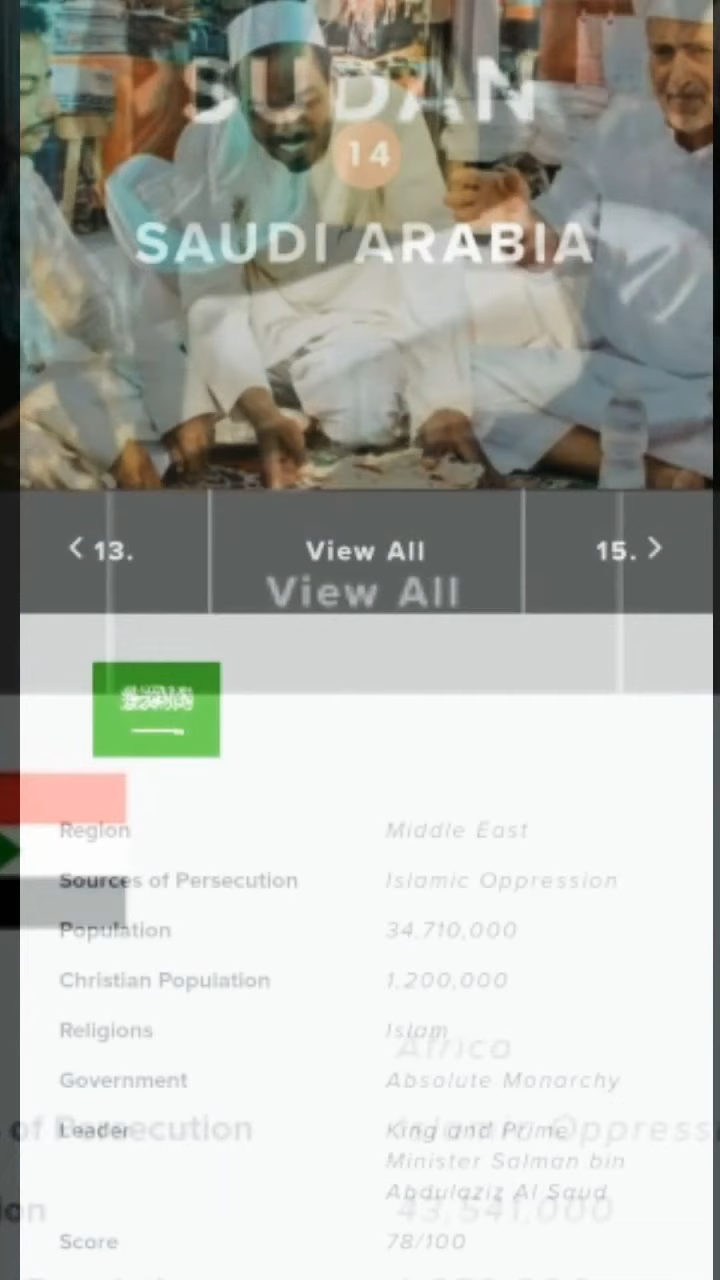 SUDAN
14
SAUDI ARABIA
13.
View All
15.
View All
Region Middle East
Sources of Persecution Islamic Oppression
Population 34,710,000
Christian Population 1,200,000
Religions Islam
Africa
Government Absolute Monarchy
Leader King and Prime
of Persecution Islamic Oppress
Minister Salman bin
Abdulaziz Al Saud
43,541,000
Score 78/100